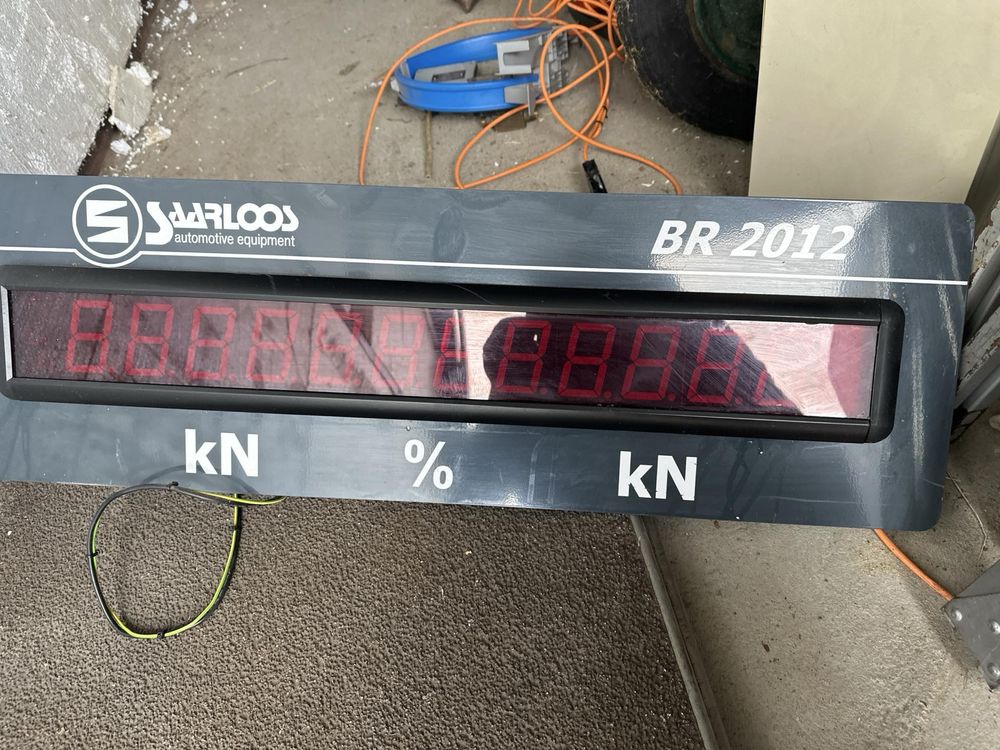 SAARLOOS
automotive equipment
BR 2012
kN % kN